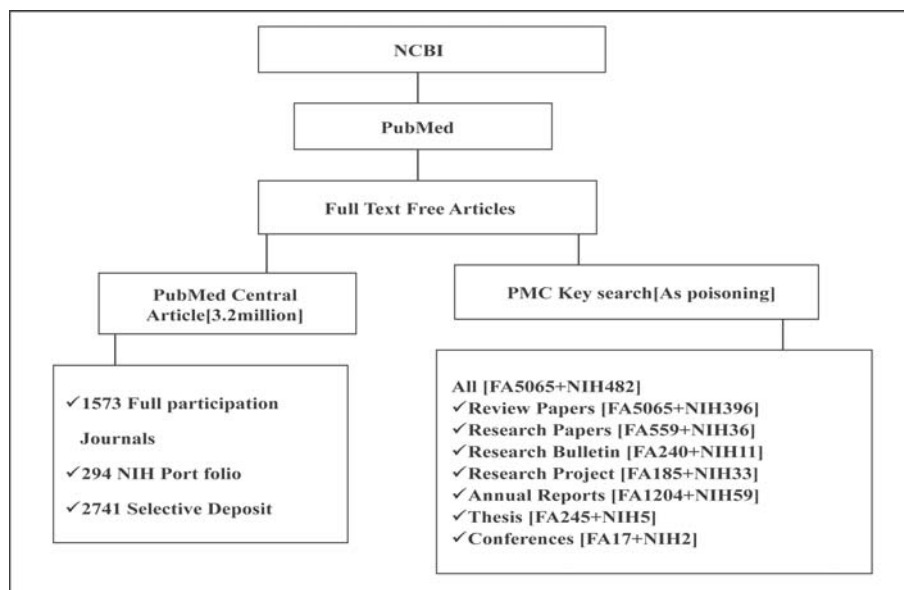 NCBI
PubMed
Full Text Free Articles
PubMed Central
Article[3.2million]
PMC Key search[As poisoning]
✓1573 Full participation
Journals
✓294 NIH Port folio
✓2741 Selective Deposit
All [FA5065+NIH482]
✓Review Papers [FA5065+NIH396]
✓Research Papers [FA559+NIH36]
✓Research Bulletin [FA240+NIH11]
✓Research Project [FA185+NIH33]
✓Annual Reports [FA1204+NIH59]
✓Thesis [FA245+NIH5]
✓Conferences [FA17+NIH2]